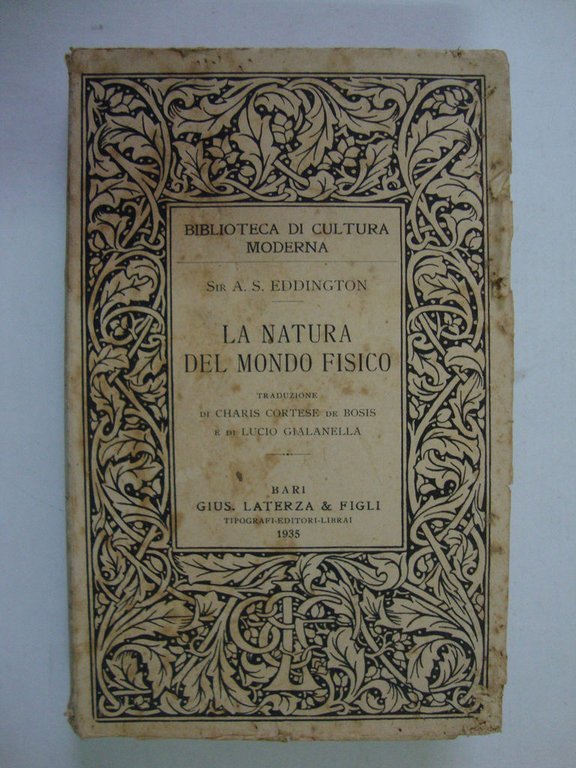 BIBLIOTECA DI CULTURA
MODERNA
SIR A. S. EDDINGTON
LA NATURA
DEL MONDO FISICO
TRADUZIONE
DI CHARIS CORTESE DE BOSIS
E DI LUCIO GIALANELLA
BARI
GIUS. LATERZA & FIGLI
TIPOGRAFI-EDITORI-LIBRAI
1935